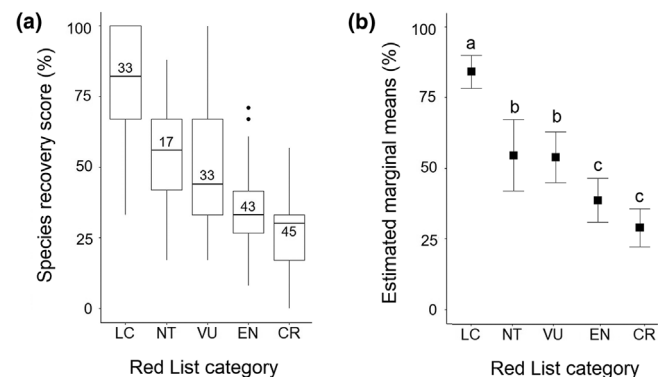 (a)
Species recovery score (%)
100
75
50
25
0
33
17
33
43
45
LC NT VU EN CR
Red List category
(b)
Estimated marginal means (%)
100
75
50
25
0
a
b
b
c
c
LC NT VU EN CR
Red List category